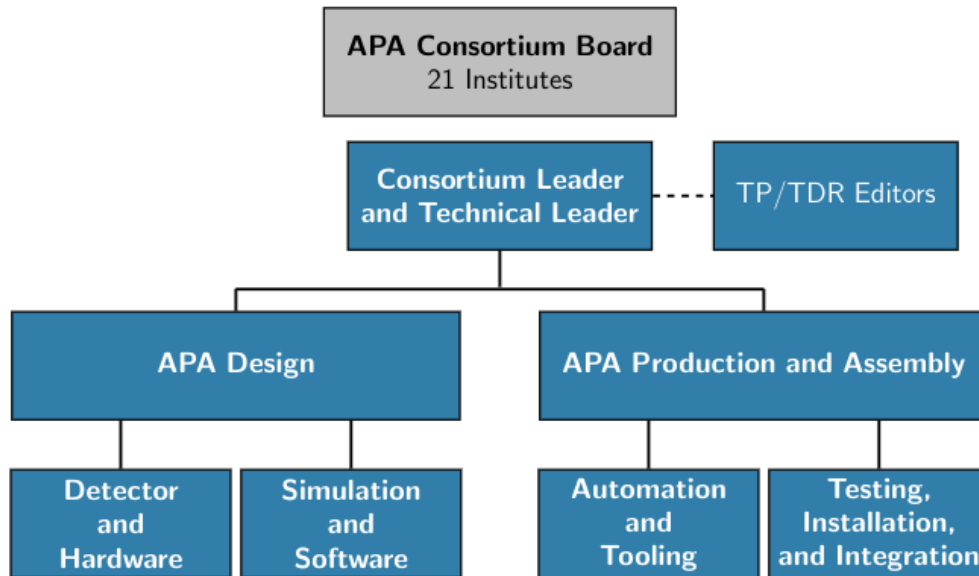 APA Consortium Board
21 Institutes
Consortium Leader
and Technical Leader
TP/TDR Editors
APA Design
APA Production and Assembly
Detector
and
Hardware
Simulation
and
Software
Automation
and
Tooling
Testing,
Installation,
and Integration